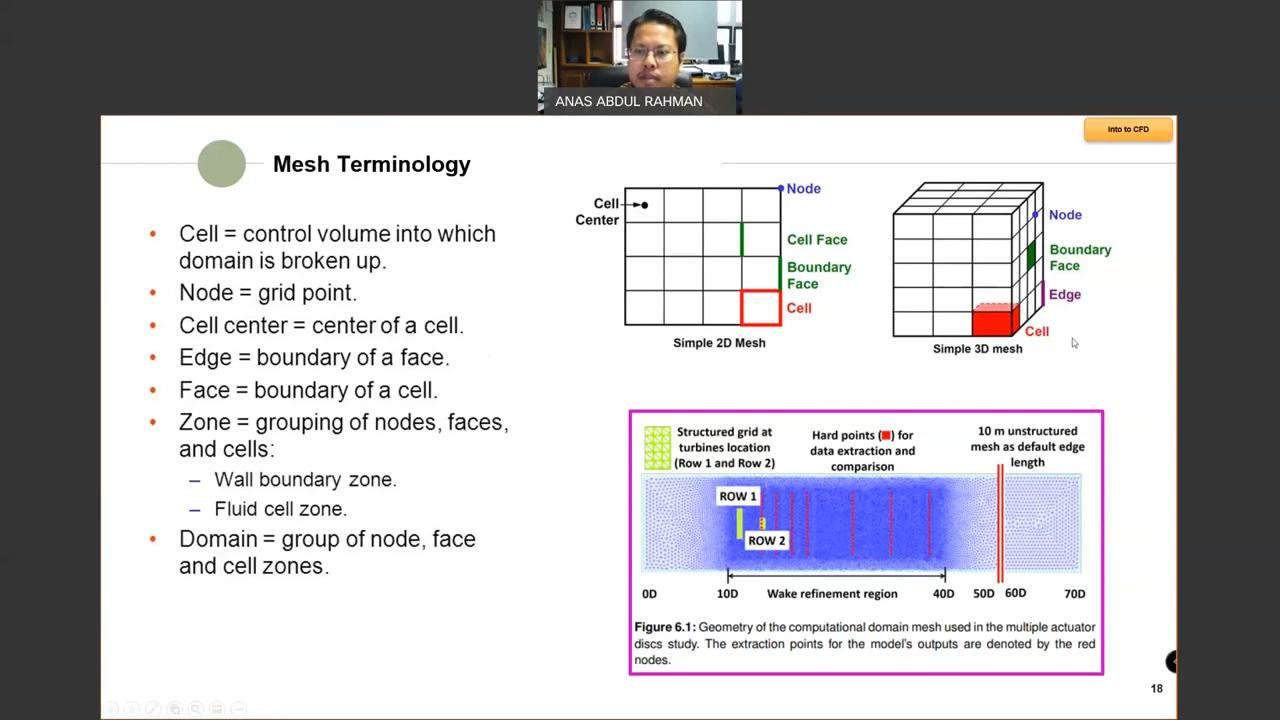 ANAS ABDUL RAHMAN
Into to CFD
Mesh Terminology
• Cell = control volume into which
domain is broken up.
• Node = grid point.
• Cell center = center of a cell.
• Edge = boundary of a face.
• Face = boundary of a cell.
• Zone = grouping of nodes, faces,
and cells:
– Wall boundary zone.
– Fluid cell zone.
• Domain = group of node, face
and cell zones.
Cell
Center
Node
Cell Face
Boundary
Face
Cell
Simple 2D Mesh
Node
Boundary
Face
Edge
Cell
Simple 3D mesh
Structured grid at
turbines location
(Row 1 and Row 2)
Hard points (■) for
data extraction and
comparison
10 m unstructured
mesh as default edge
length
ROW 1
ROW 2
0D 10D Wake refinement region 40D 50D 60D 70D
Figure 6.1: Geometry of the computational domain mesh used in the multiple actuator
discs study. The extraction points for the model's outputs are denoted by the red
nodes.
18